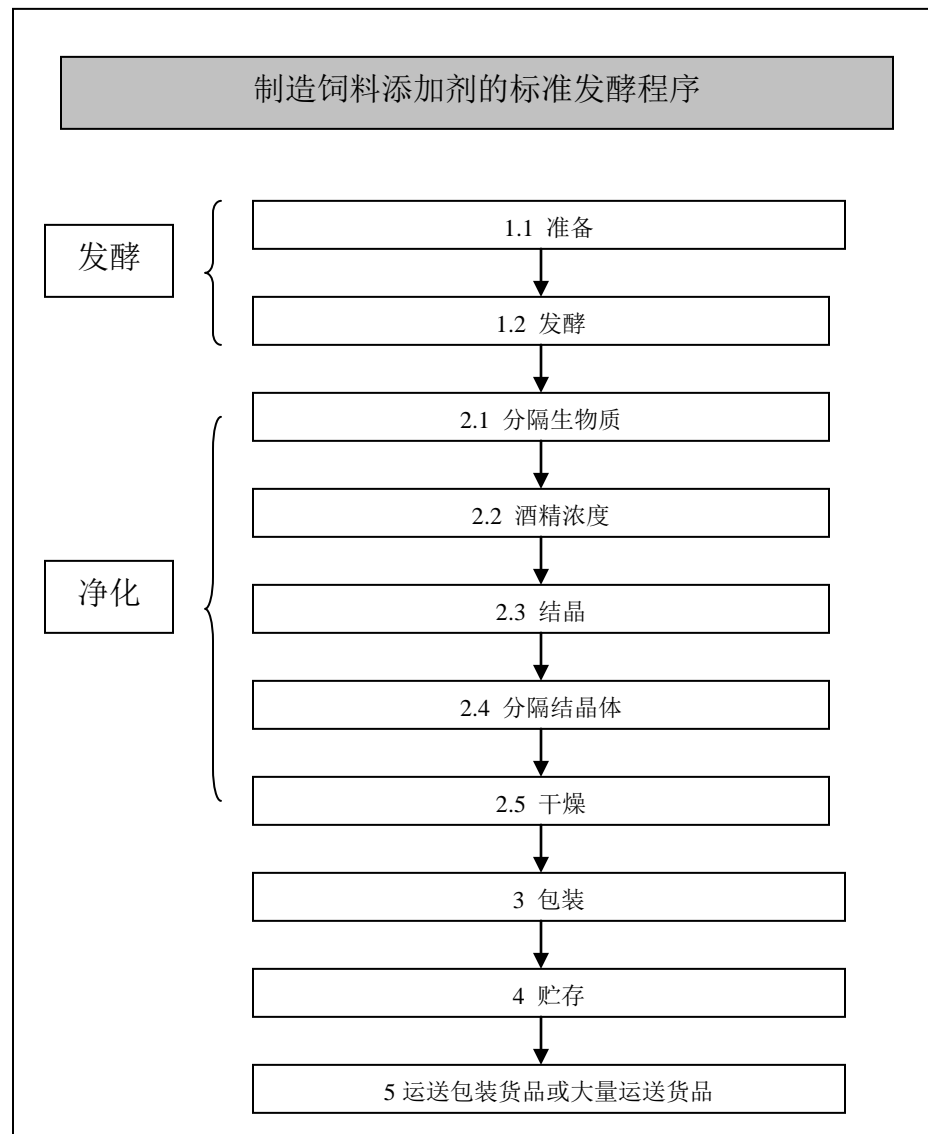 制造饲料添加剂的标准发酵程序
发酵
1.1 准备
1.2 发酵
净化
2.1 分隔生物质
2.2 酒精浓度
2.3 结晶
2.4 分隔结晶体
2.5 干燥
3 包装
4 贮存
5 运送包装货品或大量运送货品